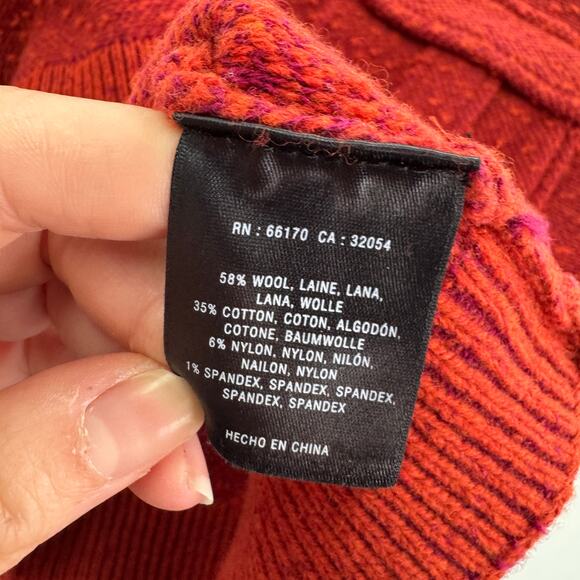 RN : 66170 CA : 32054
58% WOOL, LAINE, LANA,
LANA, WOLLE
35% COTTON, COTON, ALGODÓN,
COTONE, BAUMWOLLE
6% NYLON, NYLON, NILÓN,
NAILON, NYLON
1% SPANDEX, SPANDEX, SPANDEX,
SPANDEX, SPANDEX
HECHO EN CHINA